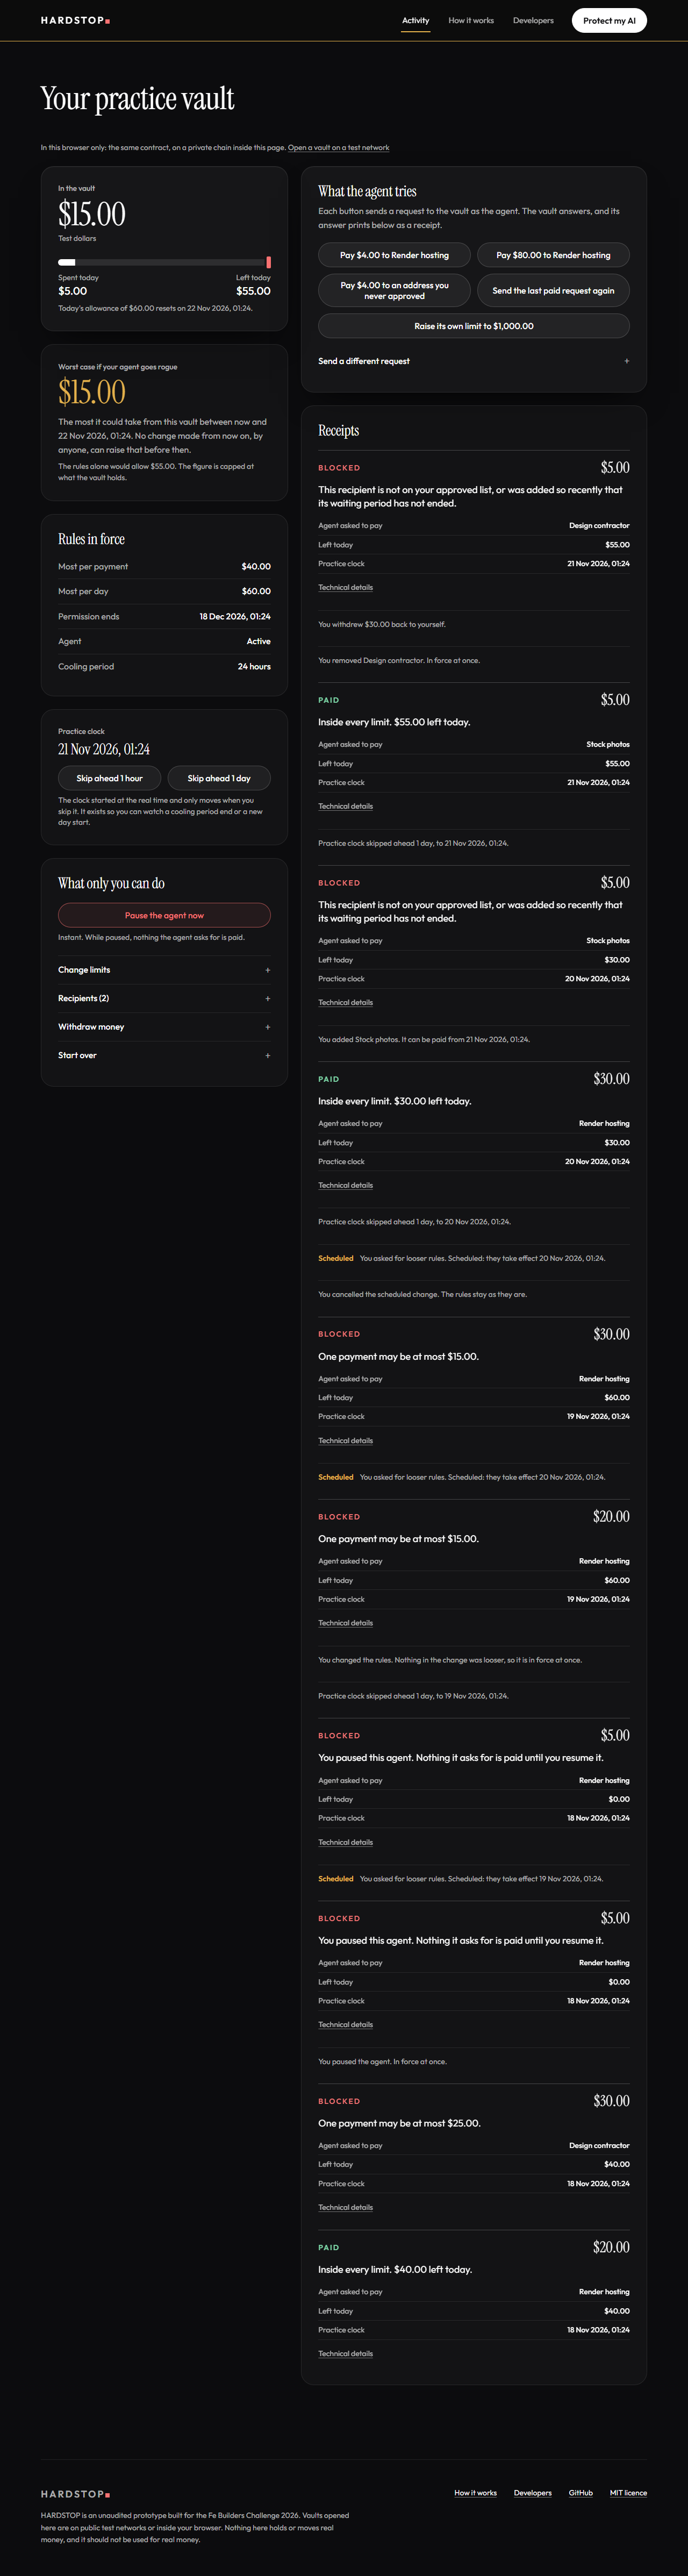 HARDSTOP
Activity
How it works
Developers
Protect my AI
Your practice vault
In this browser only: the same contract, on a private chain inside this page. Open a vault on a test network
In the vault
$15.00
Test dollars
Spent today
Left today
$5.00
$55.00
Today's allowance of $60.00 resets on 22 Nov 2026, 01:24.
Worst case if your agent goes rogue
$15.00
The most it could take from this vault between now and
22 Nov 2026, 01:24. No change made from now on, by
anyone, can raise that before then.
The rules alone would allow $55.00. The figure is capped at
what the vault holds.
Rules in force
Most per payment
$40.00
Most per day
$60.00
Permission ends
18 Dec 2026, 01:24
Agent
Active
Cooling period
24 hours
Practice clock
21 Nov 2026, 01:24
Skip ahead 1 hour
Skip ahead 1 day
The clock started at the real time and only moves when you
skip it. It exists so you can watch a cooling period end or a new
day start.
What only you can do
Pause the agent now
Instant. While paused, nothing the agent asks for is paid.
Change limits
+
Recipients (2)
+
Withdraw money
+
Start over
+
What the agent tries
Each button sends a request to the vault as the agent. The vault answers, and its
answer prints below as a receipt.
Pay $4.00 to Render hosting
Pay $80.00 to Render hosting
Pay $4.00 to an address you
never approved
Send the last paid request again
Raise its own limit to $1,000.00
Send a different request
+
Receipts
BLOCKED
$5.00
This recipient is not on your approved list, or was added so recently that
its waiting period has not ended.
Agent asked to pay
Design contractor
Left today
$55.00
Practice clock
21 Nov 2026, 01:24
Technical details
You withdrew $30.00 back to yourself.
You removed Design contractor. In force at once.
PAID
$5.00
Inside every limit. $55.00 left today.
Agent asked to pay
Stock photos
Left today
$55.00
Practice clock
21 Nov 2026, 01:24
Technical details
Practice clock skipped ahead 1 day, to 21 Nov 2026, 01:24.
BLOCKED
$5.00
This recipient is not on your approved list, or was added so recently that
its waiting period has not ended.
Agent asked to pay
Stock photos
Left today
$30.00
Practice clock
20 Nov 2026, 01:24
Technical details
You added Stock photos. It can be paid from 21 Nov 2026, 01:24.
PAID
$30.00
Inside every limit. $30.00 left today.
Agent asked to pay
Render hosting
Left today
$30.00
Practice clock
20 Nov 2026, 01:24
Technical details
Practice clock skipped ahead 1 day, to 20 Nov 2026, 01:24.
Scheduled You asked for looser rules. Scheduled: they take effect 20 Nov 2026, 01:24.
You cancelled the scheduled change. The rules stay as they are.
BLOCKED
$30.00
One payment may be at most $15.00.
Agent asked to pay
Render hosting
Left today
$60.00
Practice clock
19 Nov 2026, 01:24
Technical details
Scheduled You asked for looser rules. Scheduled: they take effect 20 Nov 2026, 01:24.
BLOCKED
$20.00
One payment may be at most $15.00.
Agent asked to pay
Render hosting
Left today
$60.00
Practice clock
19 Nov 2026, 01:24
Technical details
You changed the rules. Nothing in the change was looser, so it is in force at once.
Practice clock skipped ahead 1 day, to 19 Nov 2026, 01:24.
BLOCKED
$5.00
You paused this agent. Nothing it asks for is paid until you resume it.
Agent asked to pay
Render hosting
Left today
$0.00
Practice clock
18 Nov 2026, 01:24
Technical details
Scheduled You asked for looser rules. Scheduled: they take effect 19 Nov 2026, 01:24.
BLOCKED
$5.00
You paused this agent. Nothing it asks for is paid until you resume it.
Agent asked to pay
Render hosting
Left today
$0.00
Practice clock
18 Nov 2026, 01:24
Technical details
You paused the agent. In force at once.
BLOCKED
$30.00
One payment may be at most $25.00.
Agent asked to pay
Design contractor
Left today
$40.00
Practice clock
18 Nov 2026, 01:24
Technical details
PAID
$20.00
Inside every limit. $40.00 left today.
Agent asked to pay
Render hosting
Left today
$40.00
Practice clock
18 Nov 2026, 01:24
Technical details
HARDSTOP
How it works
Developers
GitHub
MIT licence
HARDSTOP is an unaudited prototype built for the Fe Builders Challenge 2026. Vaults opened
here are on public test networks or inside your browser. Nothing here holds or moves real
money, and it should not be used for real money.